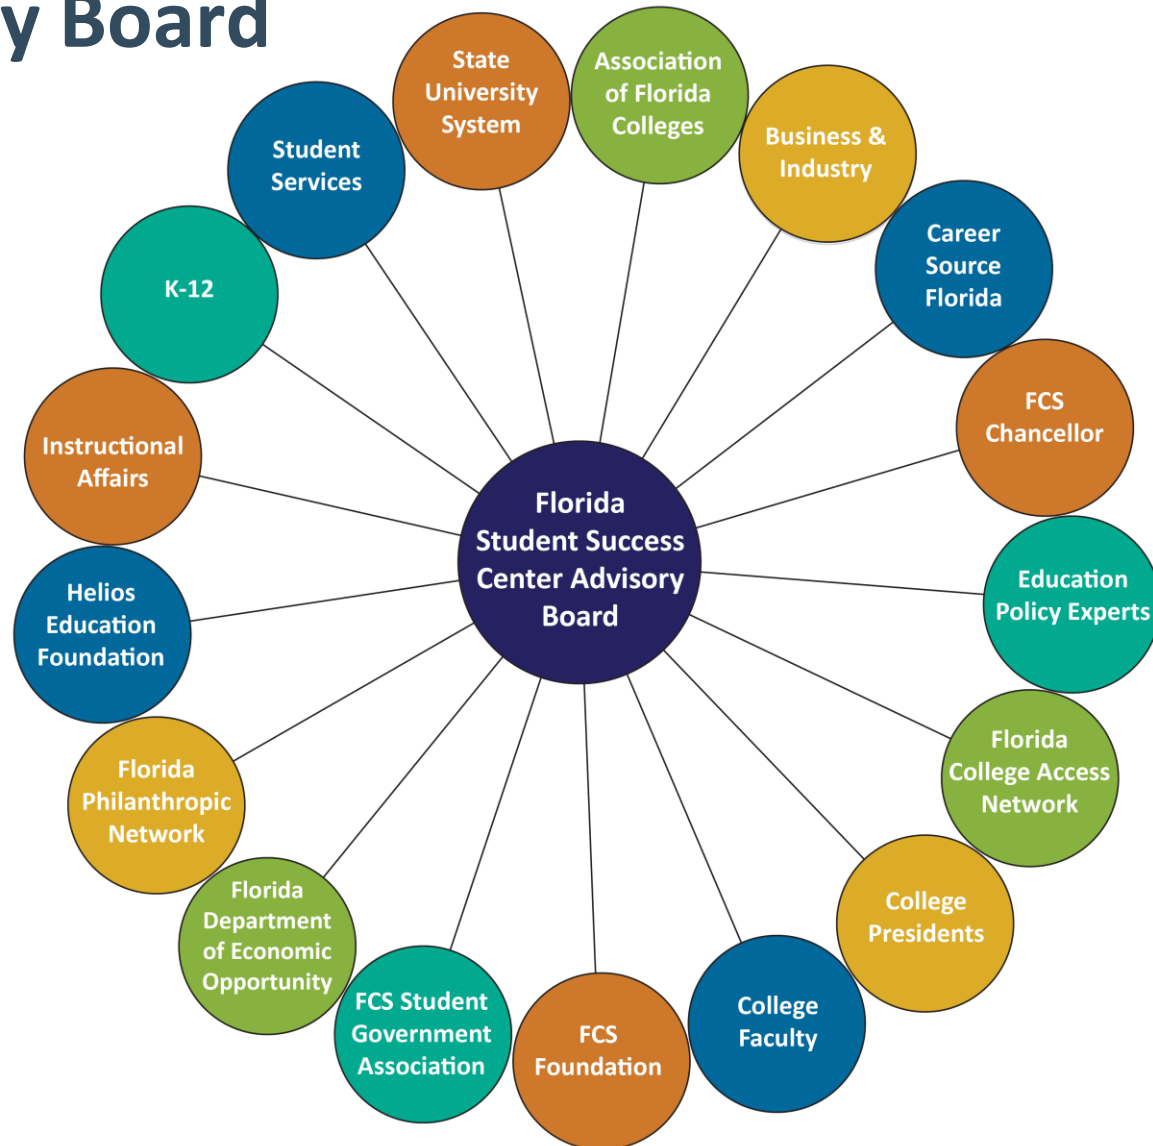 y Board
State
University
System
Association
of Florida
Colleges
Business &
Industry
Career
Source
Florida
FCS
Chancellor
Education
Policy Experts
Florida
College Access
Network
College
Presidents
College
Faculty
FCS
Foundation
FCS Student
Government
Association
Florida
Department
of Economic
Opportunity
Florida
Philanthropic
Network
Helios
Education
Foundation
Instructional
Affairs
K-12
Student
Services
Florida
Student Success
Center Advisory
Board